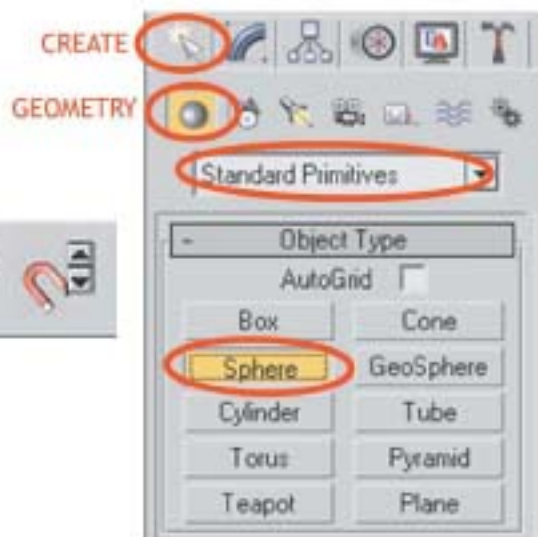 CREATE
GEOMETRY
Standard Primitives
- Object Type
AutoGrid
Box Cone
Sphere GeoSphere
Cylinder Tube
Torus Pyramid
Teapot Plane